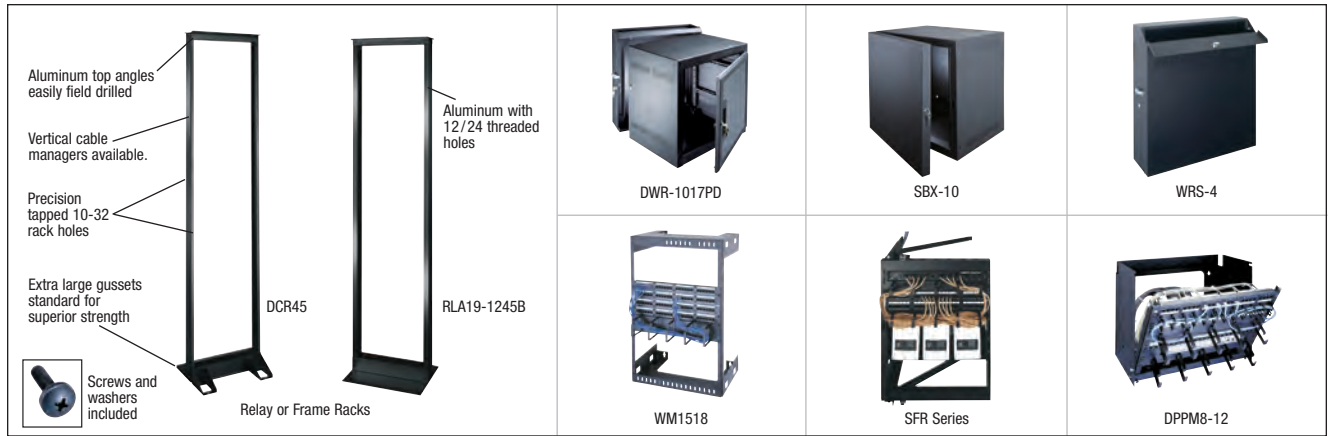 Aluminum top angles
easily field drilled
Vertical cable
managers available.
Precision
tapped 10-32
rack holes
Extra large gussets
standard for
superior strength
Screws and
washers
included
DCR45
Aluminum with
12/24 threaded
holes
RLA19-1245B
Relay or Frame Racks
DWR-1017PD
SBX-10
WRS-4
WM1518
SFR Series
DPPM8-12